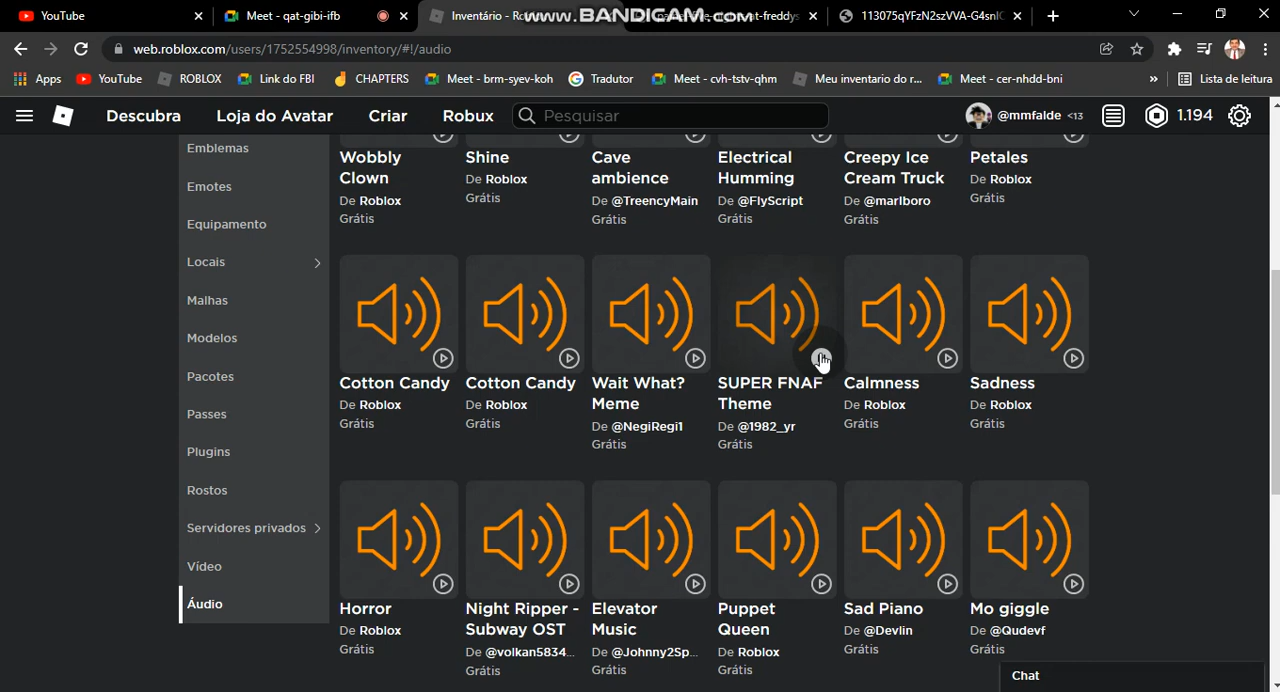 YouTube
Meet - qat-gibi-ifb
Inventário - Ro
www.BANDICAM.com
at-freddys
113075qYFzN2szVVA-G4snIC
web.roblox.com/users/1752554998/inventory/#!/audio
Apps
YouTube
ROBLOX
Link do FBI
CHAPTERS
Meet - brm-syev-koh
Tradutor
Meet - cvh-tstv-qhm
Meu inventario do r...
Meet - cer-nhdd-bni
»
Lista de leitura
Descubra
Loja do Avatar
Criar
Robux
Pesquisar
@mmfalde <13
1.194
Emblemas
Emotes
Equipamento
Locais
Malhas
Modelos
Pacotes
Passes
Plugins
Rostos
Servidores privados
Vídeo
Áudio
Wobbly
Clown
De Roblox
Grátis
Shine
De Roblox
Grátis
Cave
ambience
De @TreencyMain
Grátis
Electrical
Humming
De @FlyScript
Grátis
Creepy Ice
Cream Truck
De @marlboro
Grátis
Petales
De Roblox
Grátis
Cotton Candy
De Roblox
Grátis
Cotton Candy
De Roblox
Grátis
Wait What?
Meme
De @NegiRegi1
Grátis
SUPER FNAF
Theme
De @1982_yr
Grátis
Calmness
De Roblox
Grátis
Sadness
De Roblox
Grátis
Horror
De Roblox
Grátis
Night Ripper -
Subway OST
De @volkan5834...
Grátis
Elevator
Music
De @Johnny2Sp...
Grátis
Puppet
Queen
De Roblox
Grátis
Sad Piano
De @Devlin
Grátis
Mo giggle
De @Qudevf
Grátis
Chat